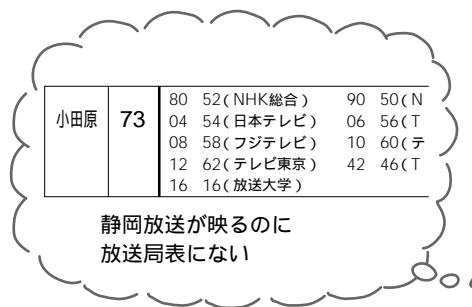 小田原 73 80 52(NHK総合) 90 50(N
04 54(日本テレビ) 06 56(T
08 58(フジテレビ) 10 60(テ
12 62(テレビ東京) 42 46(T
16 16(放送大学)
静岡放送が映るのに
放送局表にない